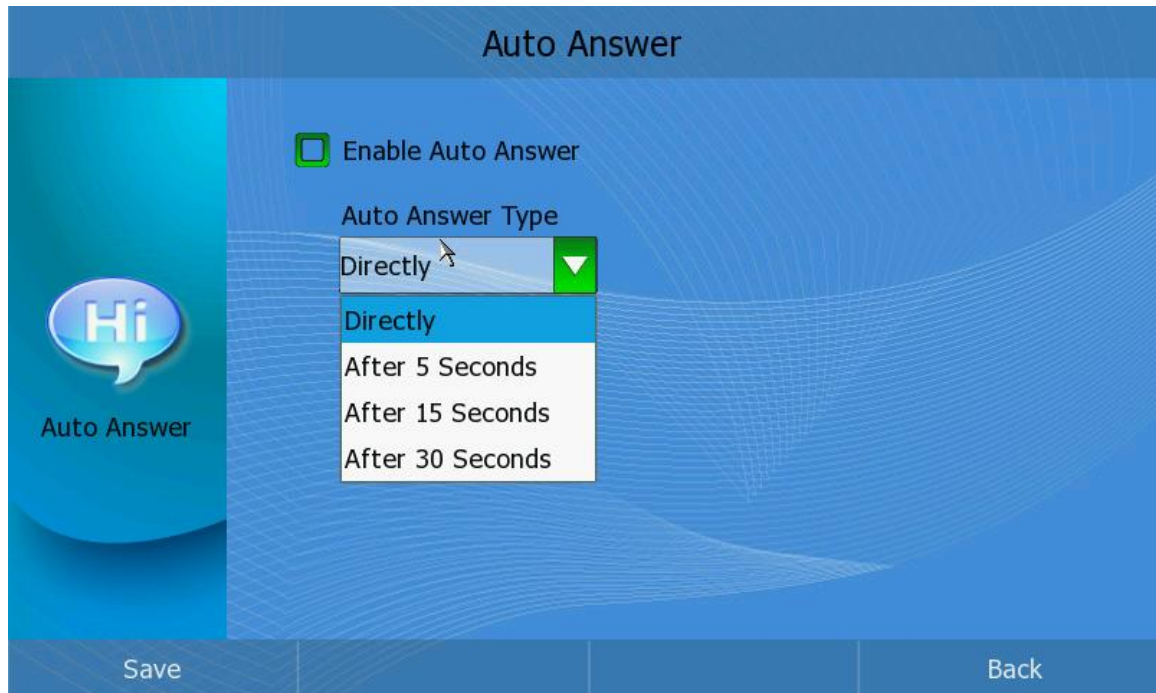 Auto Answer
Enable Auto Answer
Auto Answer Type
Directly
Directly
After 5 Seconds
After 15 Seconds
After 30 Seconds
Hi
Auto Answer
Save
Back